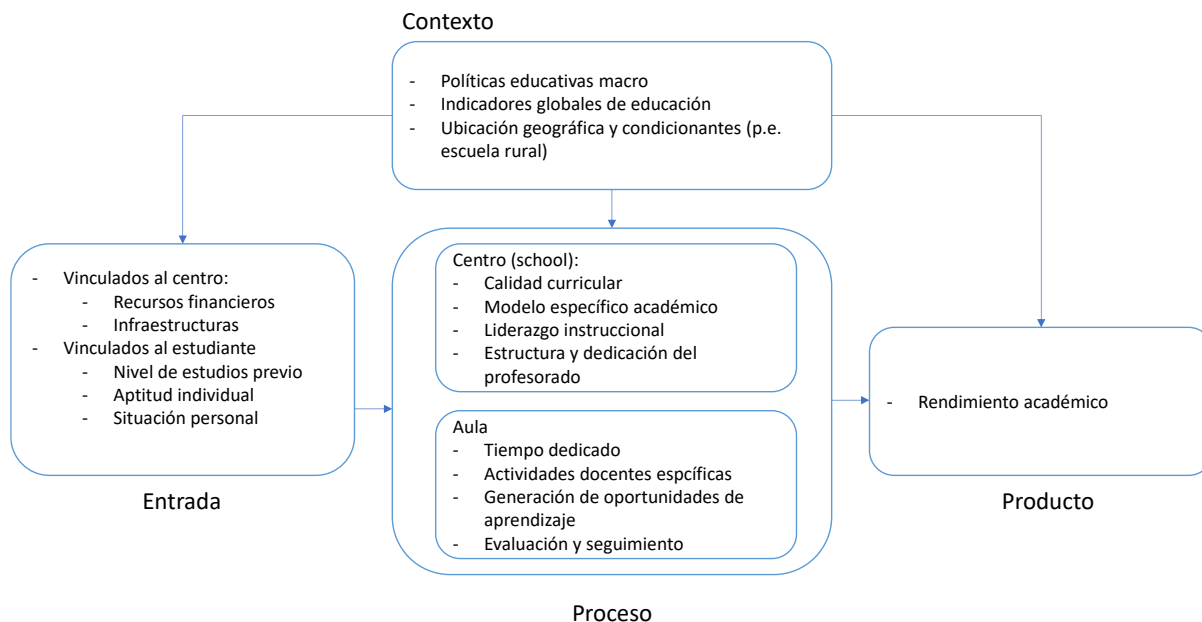 Contexto
- Políticas educativas macro
- Indicadores globales de educación
- Ubicación geográfica y condicionantes (p.e.
escuela rural)
- Vinculados al centro:
- Recursos financieros
- Infraestructuras
- Vinculados al estudiante
- Nivel de estudios previo
- Aptitud individual
- Situación personal
Entrada
Centro (school):
- Calidad curricular
- Modelo específico académico
- Liderazgo instruccional
- Estructura y dedicación del
profesorado
Aula
- Tiempo dedicado
- Actividades docentes espcíficas
- Generación de oportunidades de
aprendizaje
- Evaluación y seguimiento
Proceso
- Rendimiento académico
Producto